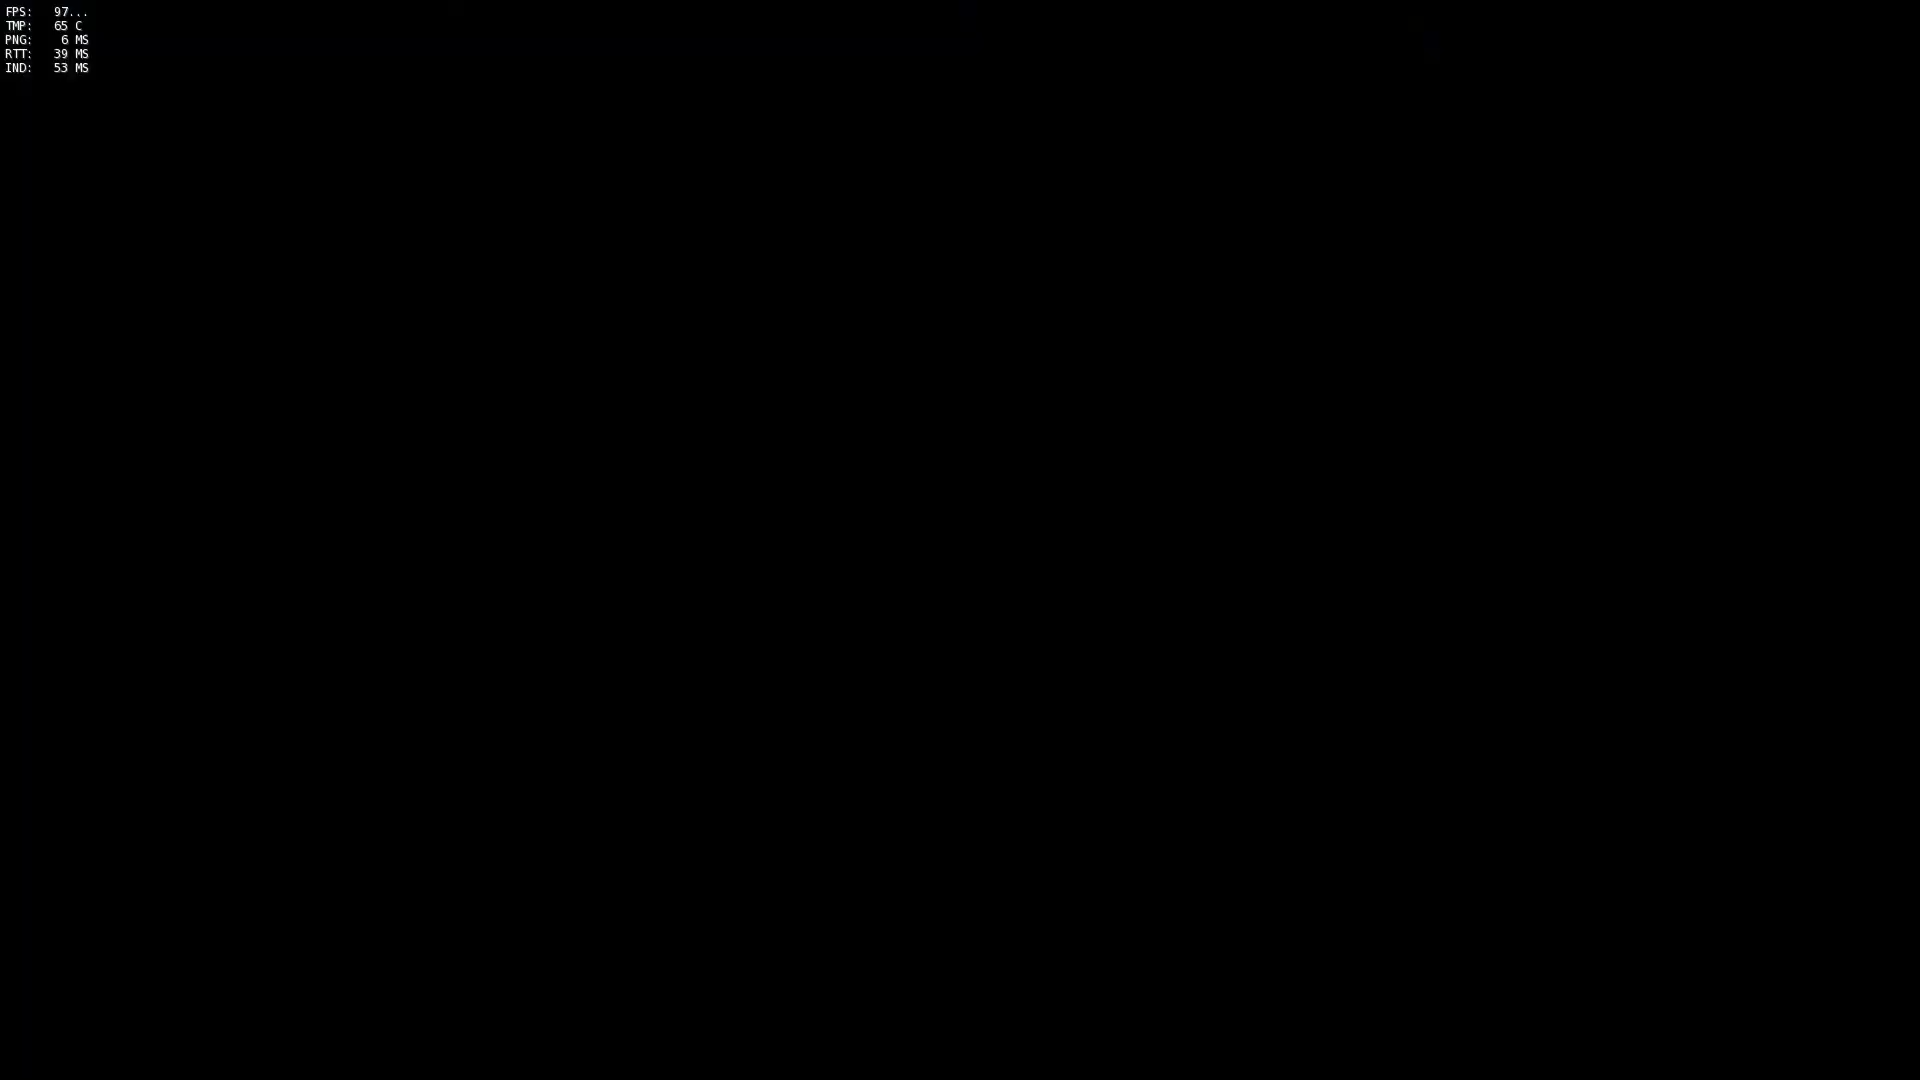 FPS: 97...
TMP: 65 C
PNG: 6 MS
RTT: 39 MS
IND: 53 MS